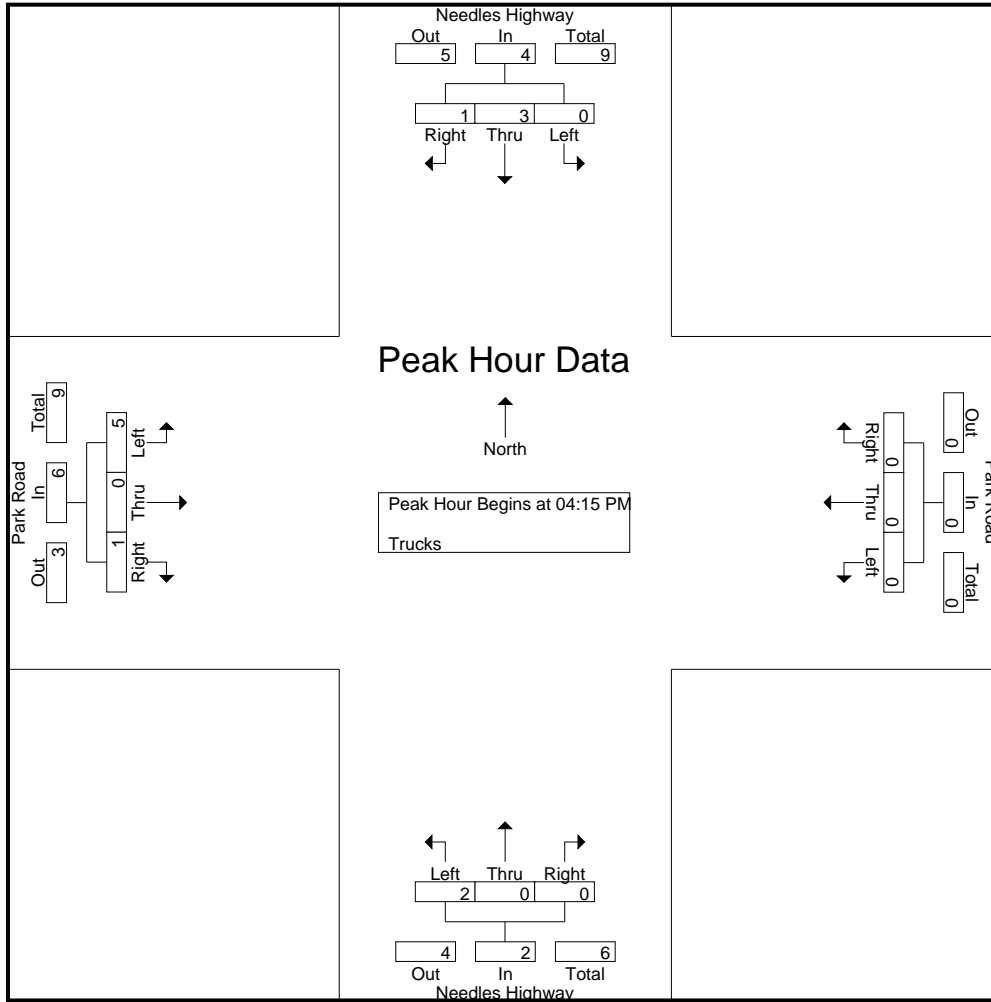 Needles Highway
Out In Total
5 4 9
1 3 0
Right Thru Left
Peak Hour Data
North
Peak Hour Begins at 04:15 PM
Trucks
Park Road
Total In Out
9 6 3
5 0 1
Left Thru Right
Right Thru Left
0 0 0
Out In Total
0 0 0
Park Road
Left Thru Right
2 0 0
4 2 6
Out In Total
Needles Highway